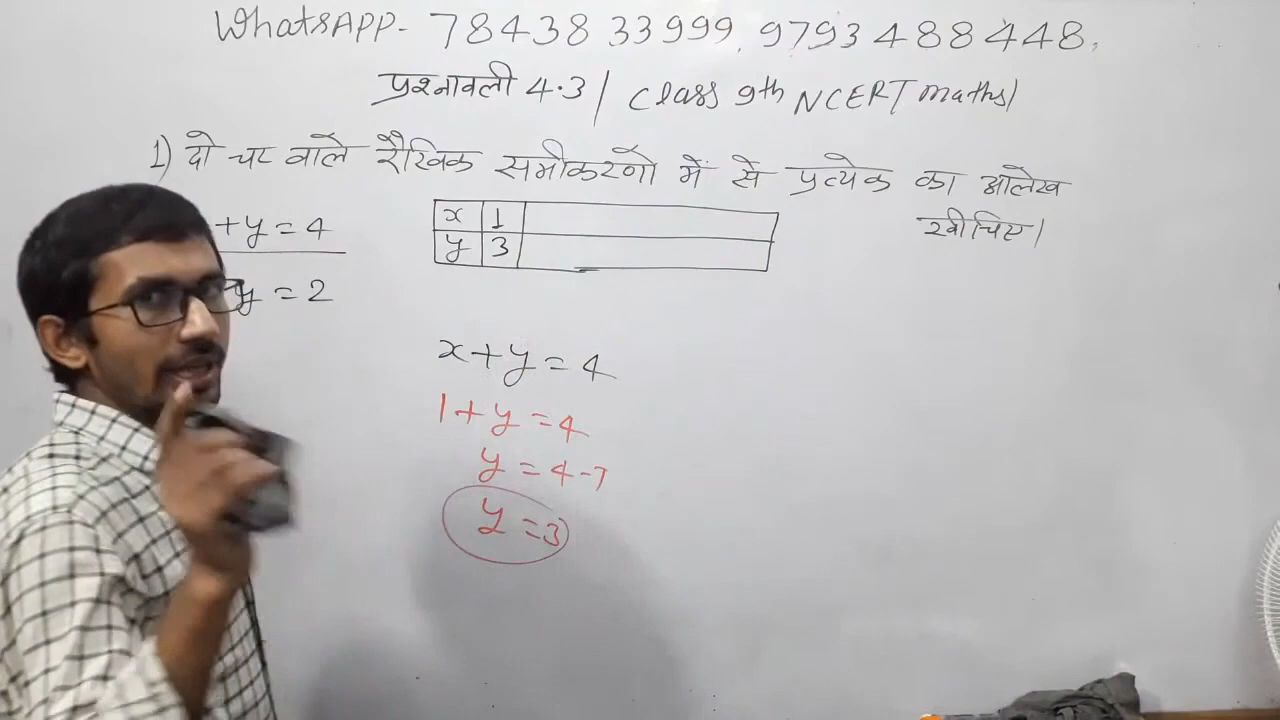 WhatsAPP- 78438 33999, 9793488448,
प्रश्नावली 4.3 / Class 9th NCERT maths/
1) दो चर वाले रैखिक समीकरणों में से प्रत्येक का आलेख
खीचिए।
+y = 4
x 1
y 3
y = 2
x+y = 4
1+y = 4
y = 4-1
y = 3